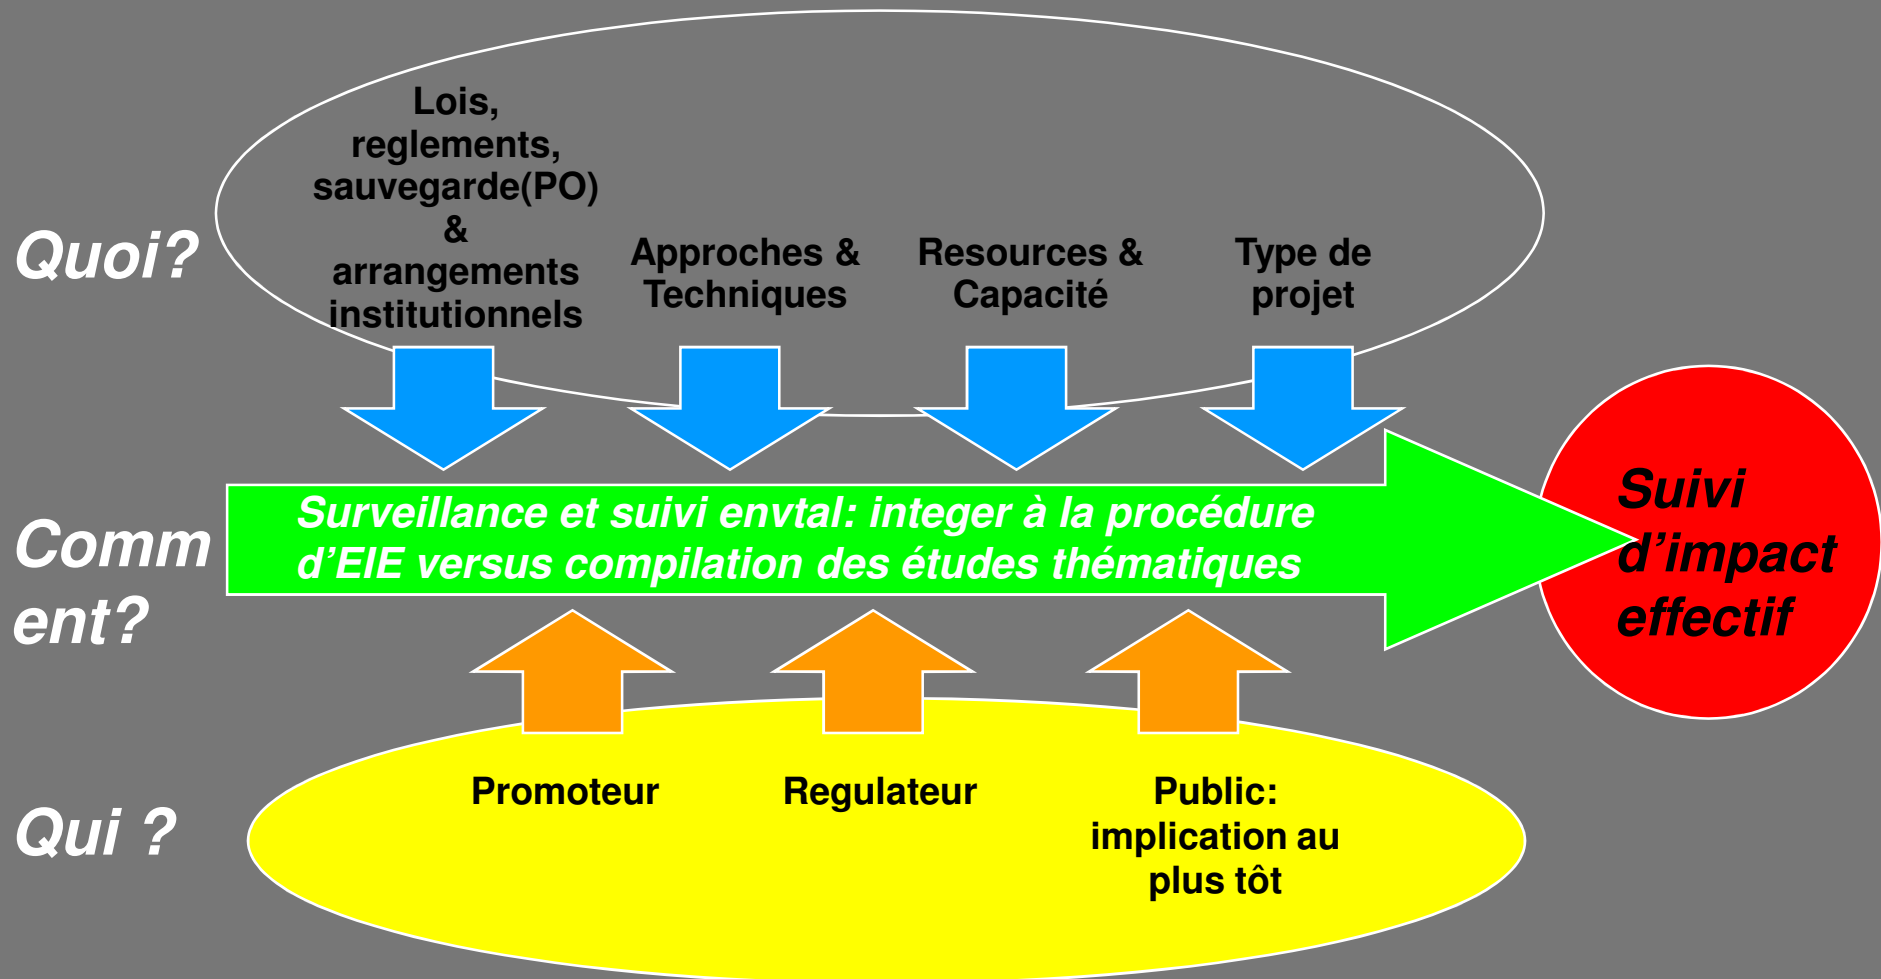 Quoi?
Lois,
reglements,
sauvegarde(PO)
&
arrangements
institutionnels
Approches &
Techniques
Resources &
Capacité
Type de
projet
Comm
ent?
Surveillance et suivi envtal: integer à la procédure
d’EIE versus compilation des études thématiques
Suivi
d’impact
effectif
Qui ?
Promoteur
Regulateur
Public:
implication au
plus tôt